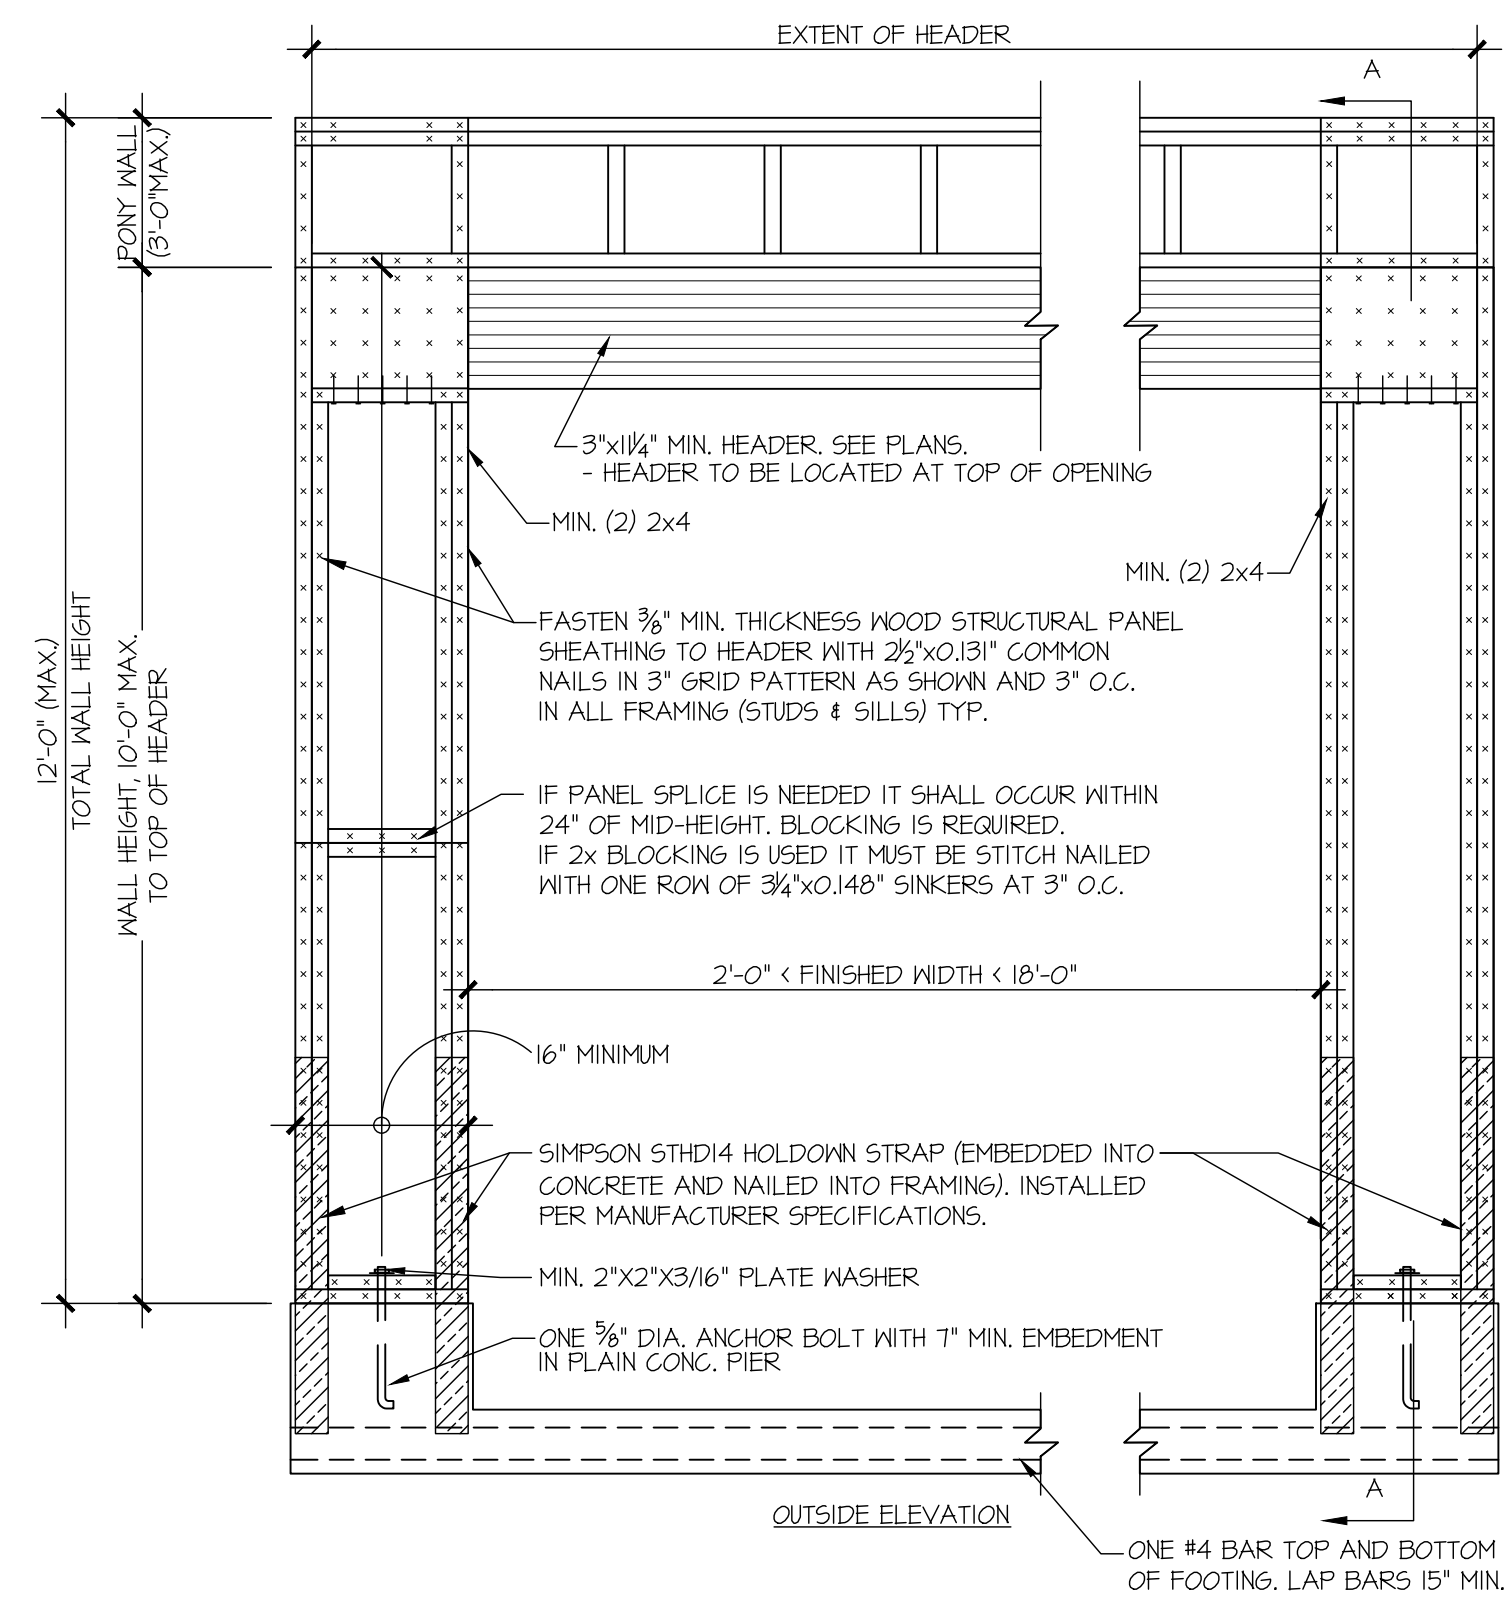 EXTENT OF HEADER
A
PONY WALL
(3'-0"MAX.)
3"x11¼" MIN. HEADER. SEE PLANS.
- HEADER TO BE LOCATED AT TOP OF OPENING
MIN. (2) 2x4
MIN. (2) 2x4
FASTEN ⅜" MIN. THICKNESS WOOD STRUCTURAL PANEL
SHEATHING TO HEADER WITH 2½"x0.131" COMMON
NAILS IN 3" GRID PATTERN AS SHOWN AND 3" O.C.
IN ALL FRAMING (STUDS & SILLS) TYP.
12'-0" (MAX.)
TOTAL WALL HEIGHT
WALL HEIGHT, 10'-0" MAX.
TO TOP OF HEADER
IF PANEL SPLICE IS NEEDED IT SHALL OCCUR WITHIN
24" OF MID-HEIGHT. BLOCKING IS REQUIRED.
IF 2x BLOCKING IS USED IT MUST BE STITCH NAILED
WITH ONE ROW OF 3¼"x0.148" SINKERS AT 3" O.C.
2'-0" < FINISHED WIDTH < 18'-0"
16" MINIMUM
SIMPSON STHD14 HOLDOWN STRAP (EMBEDDED INTO
CONCRETE AND NAILED INTO FRAMING). INSTALLED
PER MANUFACTURER SPECIFICATIONS.
MIN. 2"X2"X3/16" PLATE WASHER
ONE ⅝" DIA. ANCHOR BOLT WITH 7" MIN. EMBEDMENT
IN PLAIN CONC. PIER
A
OUTSIDE ELEVATION
ONE #4 BAR TOP AND BOTTOM
OF FOOTING. LAP BARS 15" MIN.